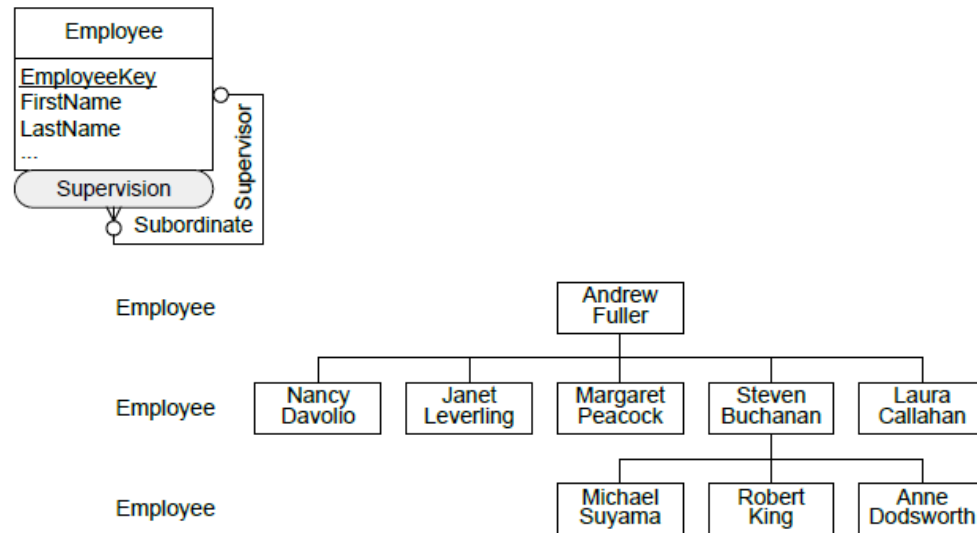 Employee
EmployeeKey
FirstName
LastName
...
Supervision
Supervisor
Subordinate
Employee
Andrew
Fuller
Employee
Nancy
Davolio
Janet
Leverling
Margaret
Peacock
Steven
Buchanan
Laura
Callahan
Employee
Michael
Suyama
Robert
King
Anne
Dodsworth